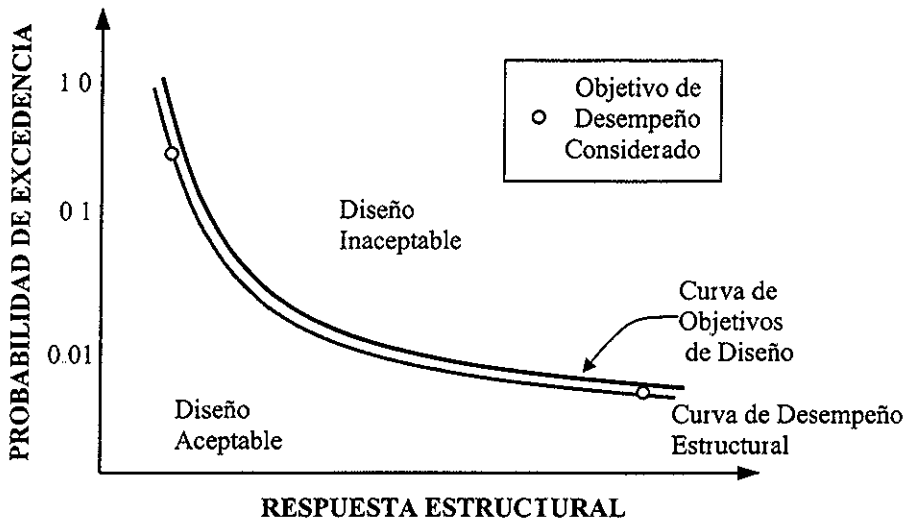 PROBABILIDAD DE EXCEDENCIA
1 0
0 1
0.01
Objetivo de
Desempeño
Considerado
Diseño
Inaceptable
Curva de
Objetivos
de Diseño
Diseño
Aceptable
Curva de Desempeño
Estructural
RESPUESTA ESTRUCTURAL